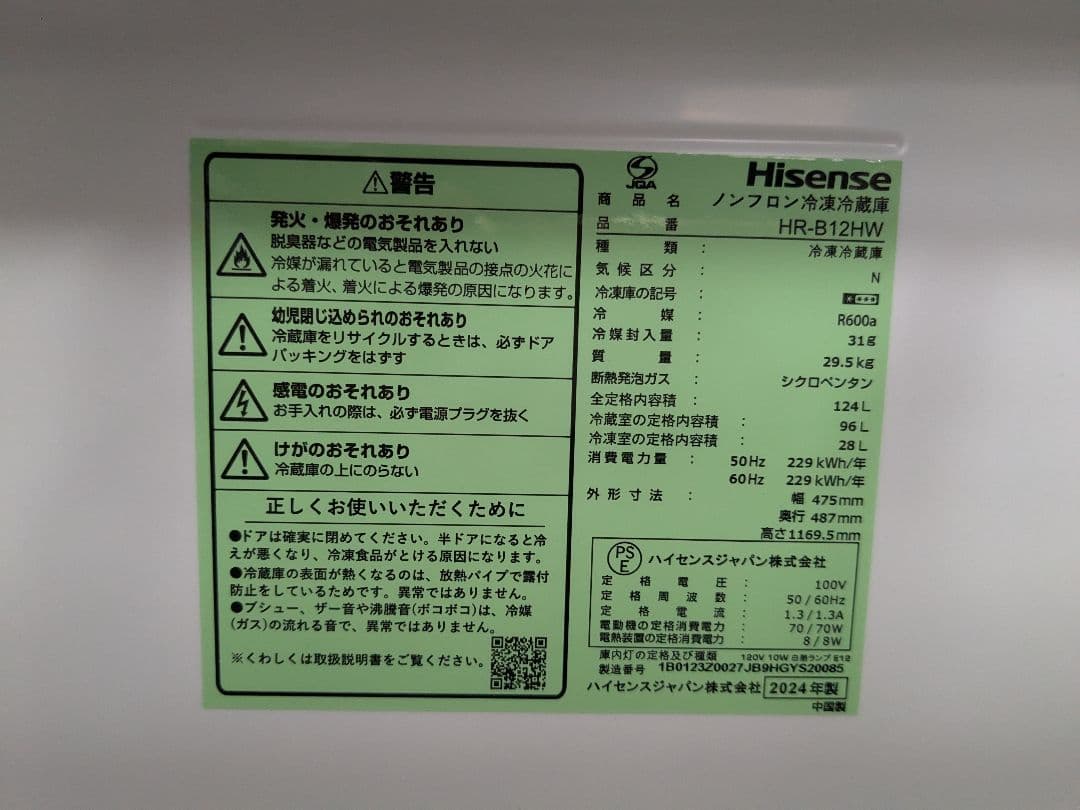 ⚠警告
発火・爆発のおそれあり
脱臭器などの電気製品を入れない
冷媒が漏れていると電気製品の接点の火花に
よる着火、着火による爆発の原因になります。
幼児閉じ込められのおそれあり
冷蔵庫をリサイクルするときは、必ずドア
パッキングをはずす
感電のおそれあり
お手入れの際は、必ず電源プラグを抜く
けがのおそれあり
冷蔵庫の上にのらない
正しくお使いいただくために
●ドアは確実に閉めてください。半ドアになると冷
えが悪くなり、冷凍食品がとける原因になります。
●冷蔵庫の表面が熱くなるのは、放熱パイプで露付
防止をしているためです。異常ではありません。
●プシュー、ザー音や沸騰音(ボコボコ)は、冷媒
(ガス)の流れる音で、異常ではありません。
※くわしくは取扱説明書をご覧ください。
JQA
Hisense
商品名 ノンフロン冷凍冷蔵庫
品番 HR-B12HW
種類 : 冷凍冷蔵庫
気候区分 : N
冷凍庫の記号 :
冷媒 : R600a
冷媒封入量 : 31g
質量 : 29.5kg
断熱発泡ガス : シクロペンタン
全定格内容積 : 124L
冷蔵室の定格内容積 : 96L
冷凍室の定格内容積 : 28L
消費電力量 : 50Hz 229kWh/年
60Hz 229kWh/年
外形寸法 : 幅 475mm
奥行 487mm
高さ1169.5mm
PSE ハイセンスジャパン株式会社
定格電圧 : 100V
定格周波数 : 50/60Hz
定格電流 : 1.3/1.3A
電動機の定格消費電力 : 70/70W
電熱装置の定格消費電力 : 8/8W
庫内灯の定格及び種類 120V 10W 白熱ランプ E12
製造番号 1B0123Z0027JB9HGYS20085
ハイセンスジャパン株式会社 2024年製
中国製